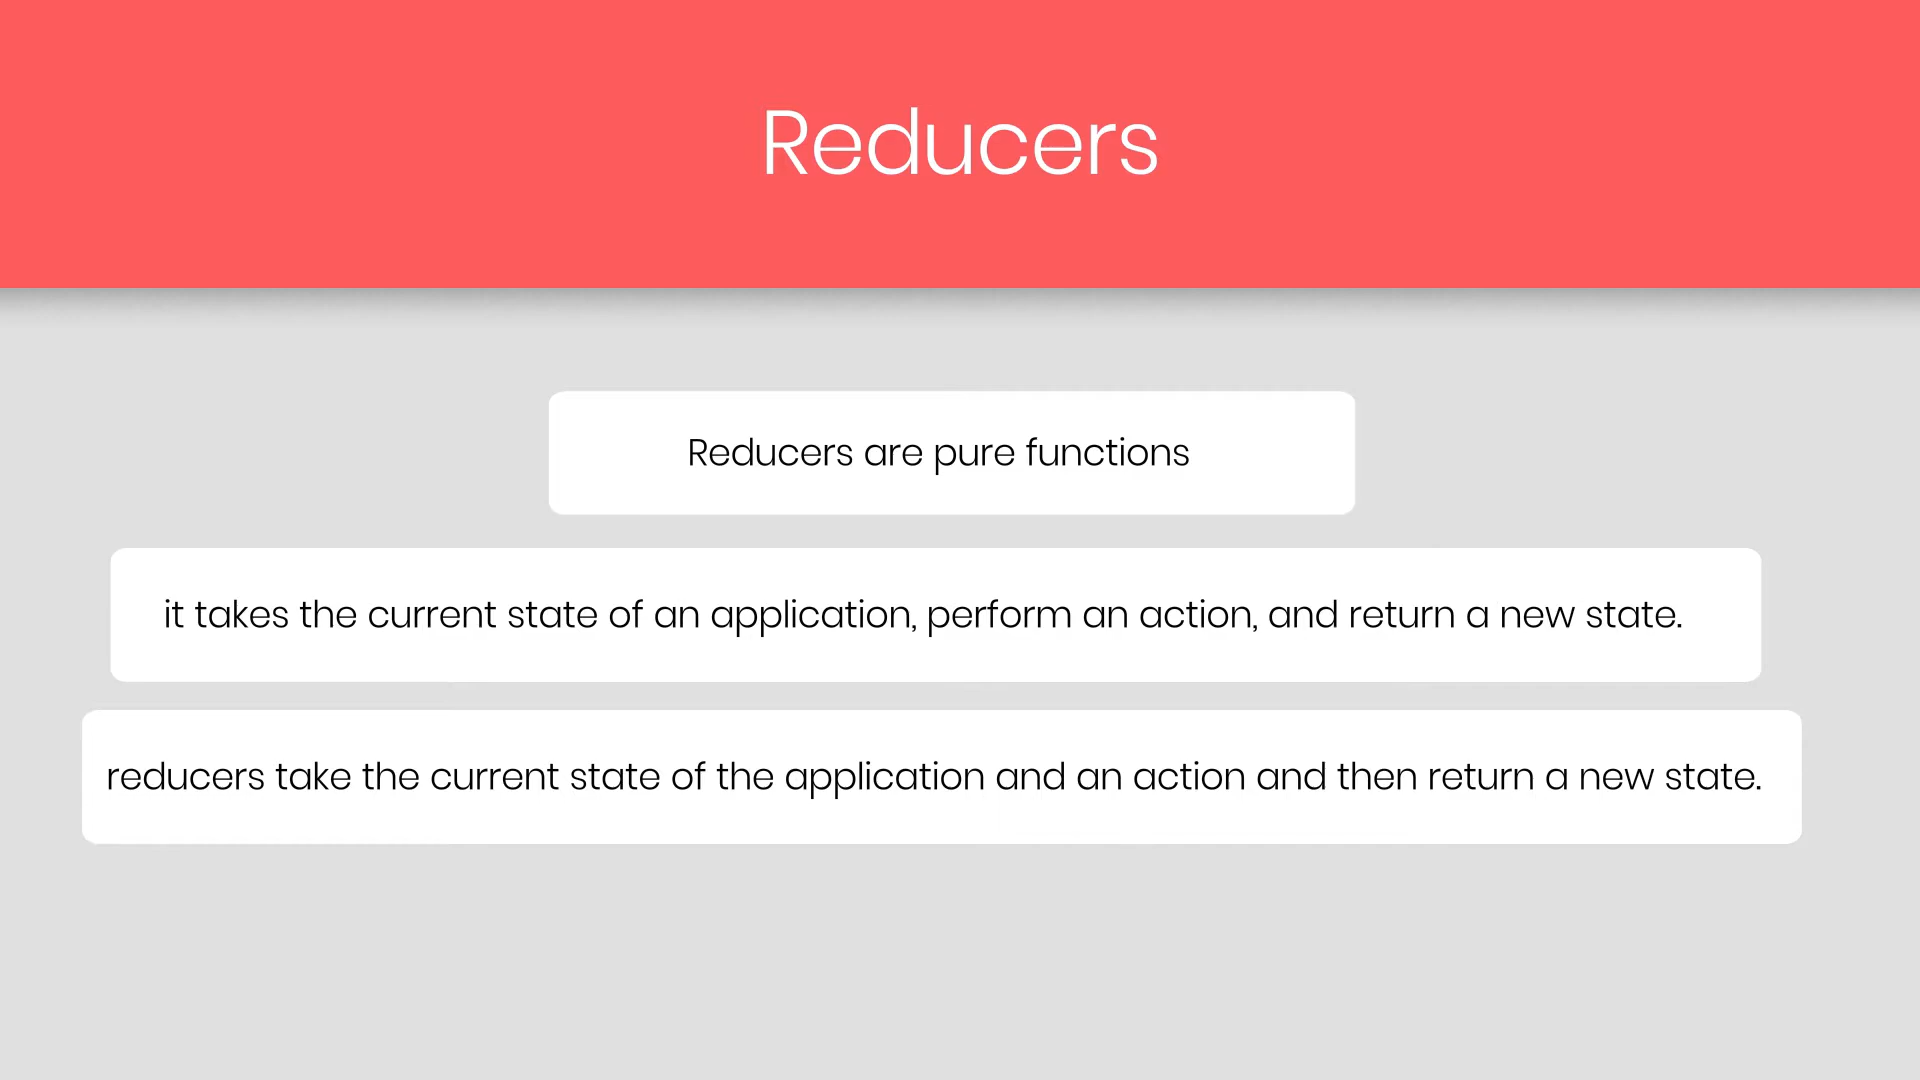 Reducers
Reducers are pure functions
it takes the current state of an application, perform an action, and return a new state.
reducers take the current state of the application and an action and then return a new state.